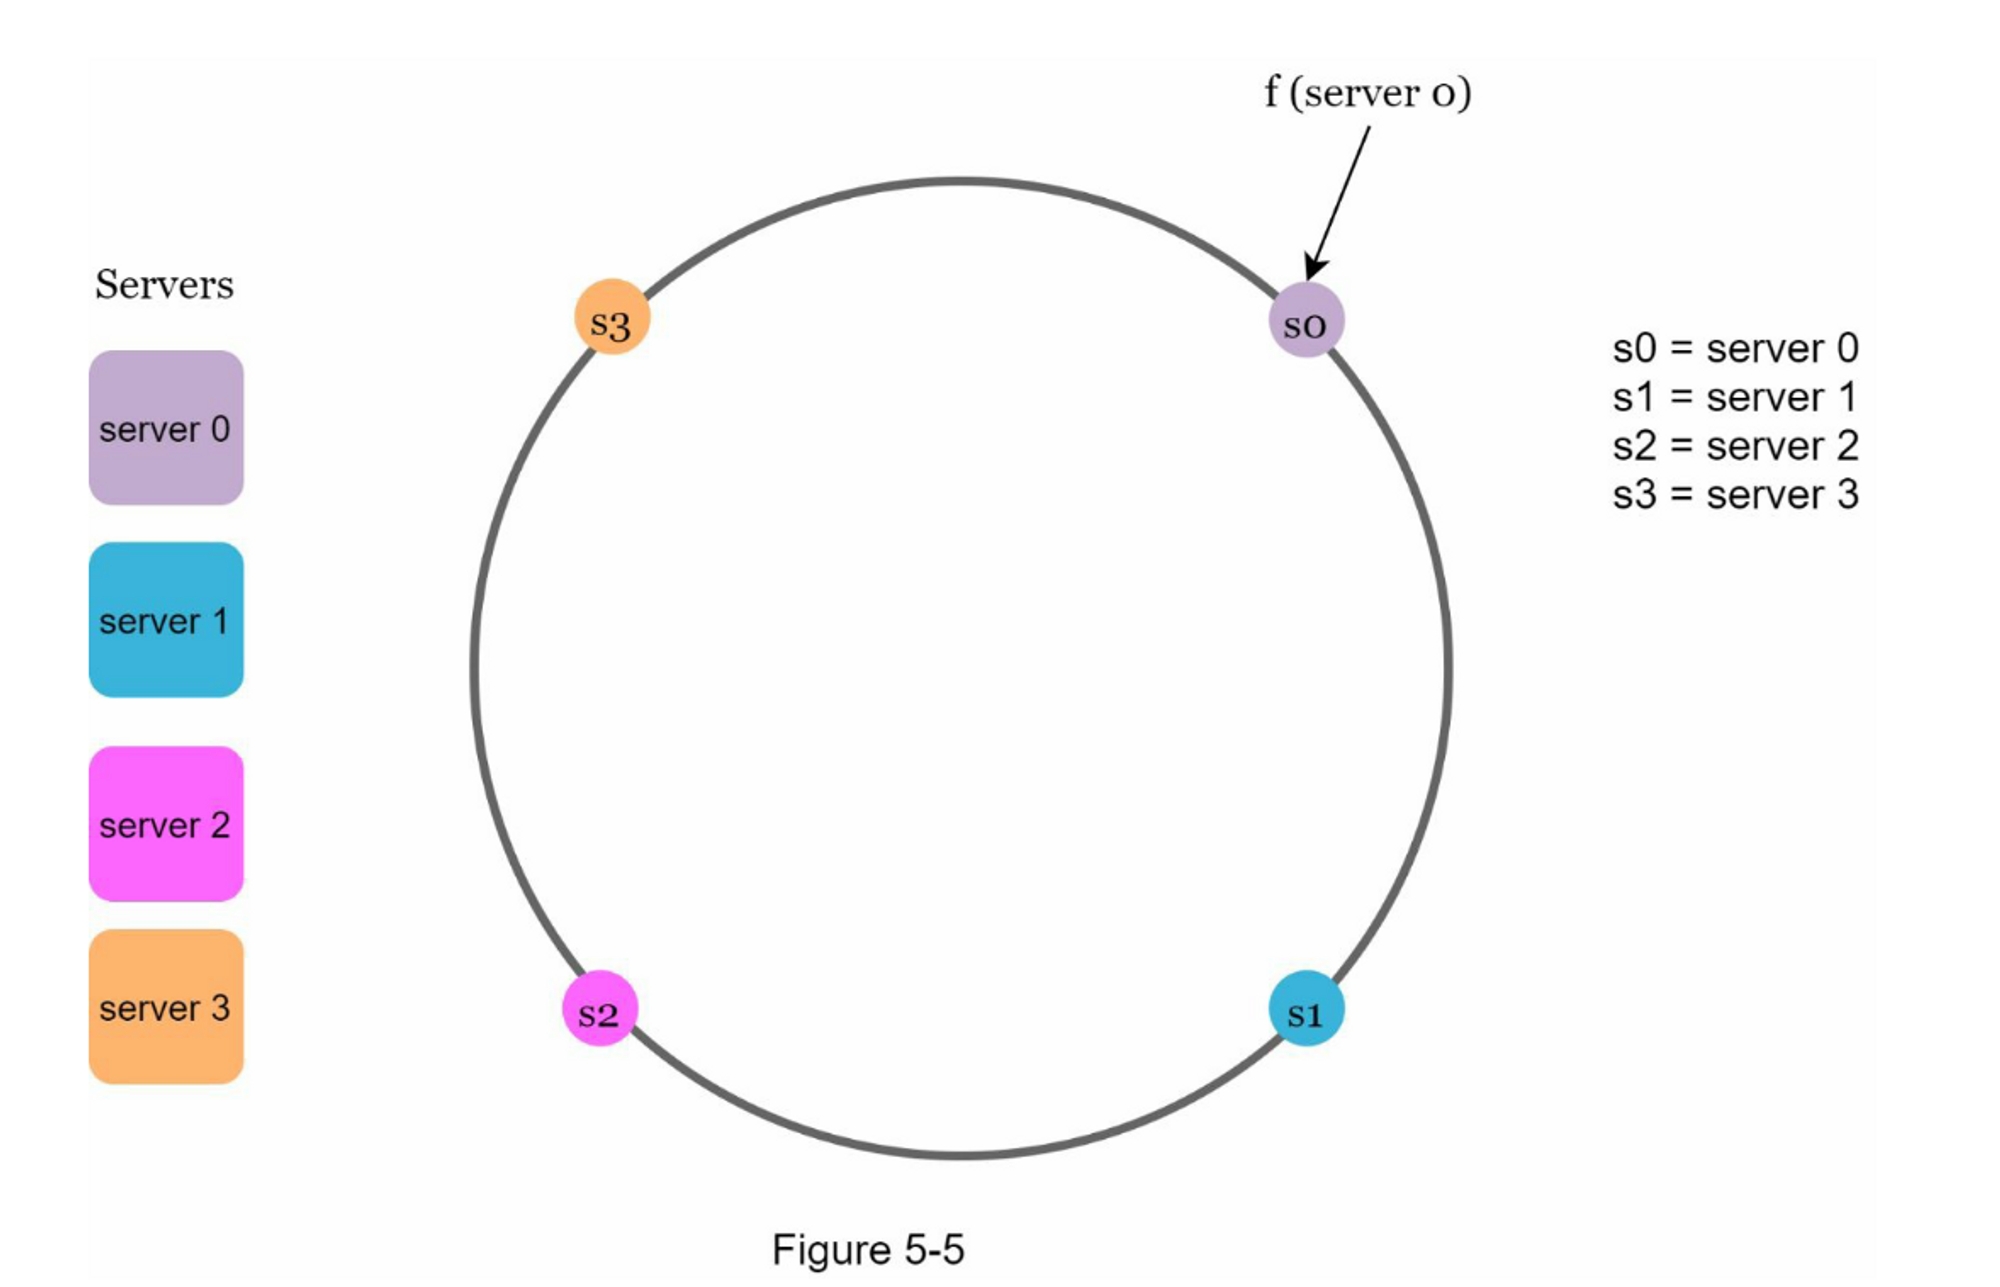 f (server 0)
Servers
s3
s0
s0 = server 0
s1 = server 1
s2 = server 2
s3 = server 3
server 0
server 1
server 2
server 3
s2
s1
Figure 5-5